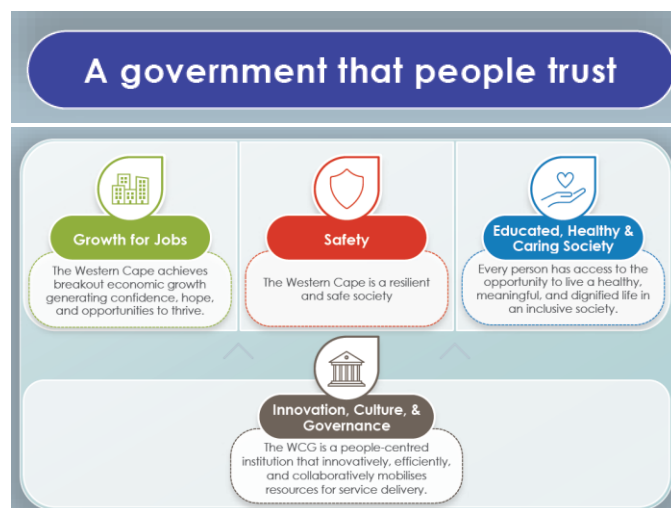 A government that people trust
Growth for Jobs
The Western Cape achieves
breakout economic growth
generating confidence, hope,
and opportunities to thrive.
Safety
The Western Cape is a resilient
and safe society
Educated, Healthy &
Caring Society
Every person has access to the
opportunity to live a healthy,
meaningful, and dignified life in
an inclusive society.
Innovation, Culture, &
Governance
The WCG is a people-centred
institution that innovatively, efficiently,
and collaboratively mobilises
resources for service delivery.